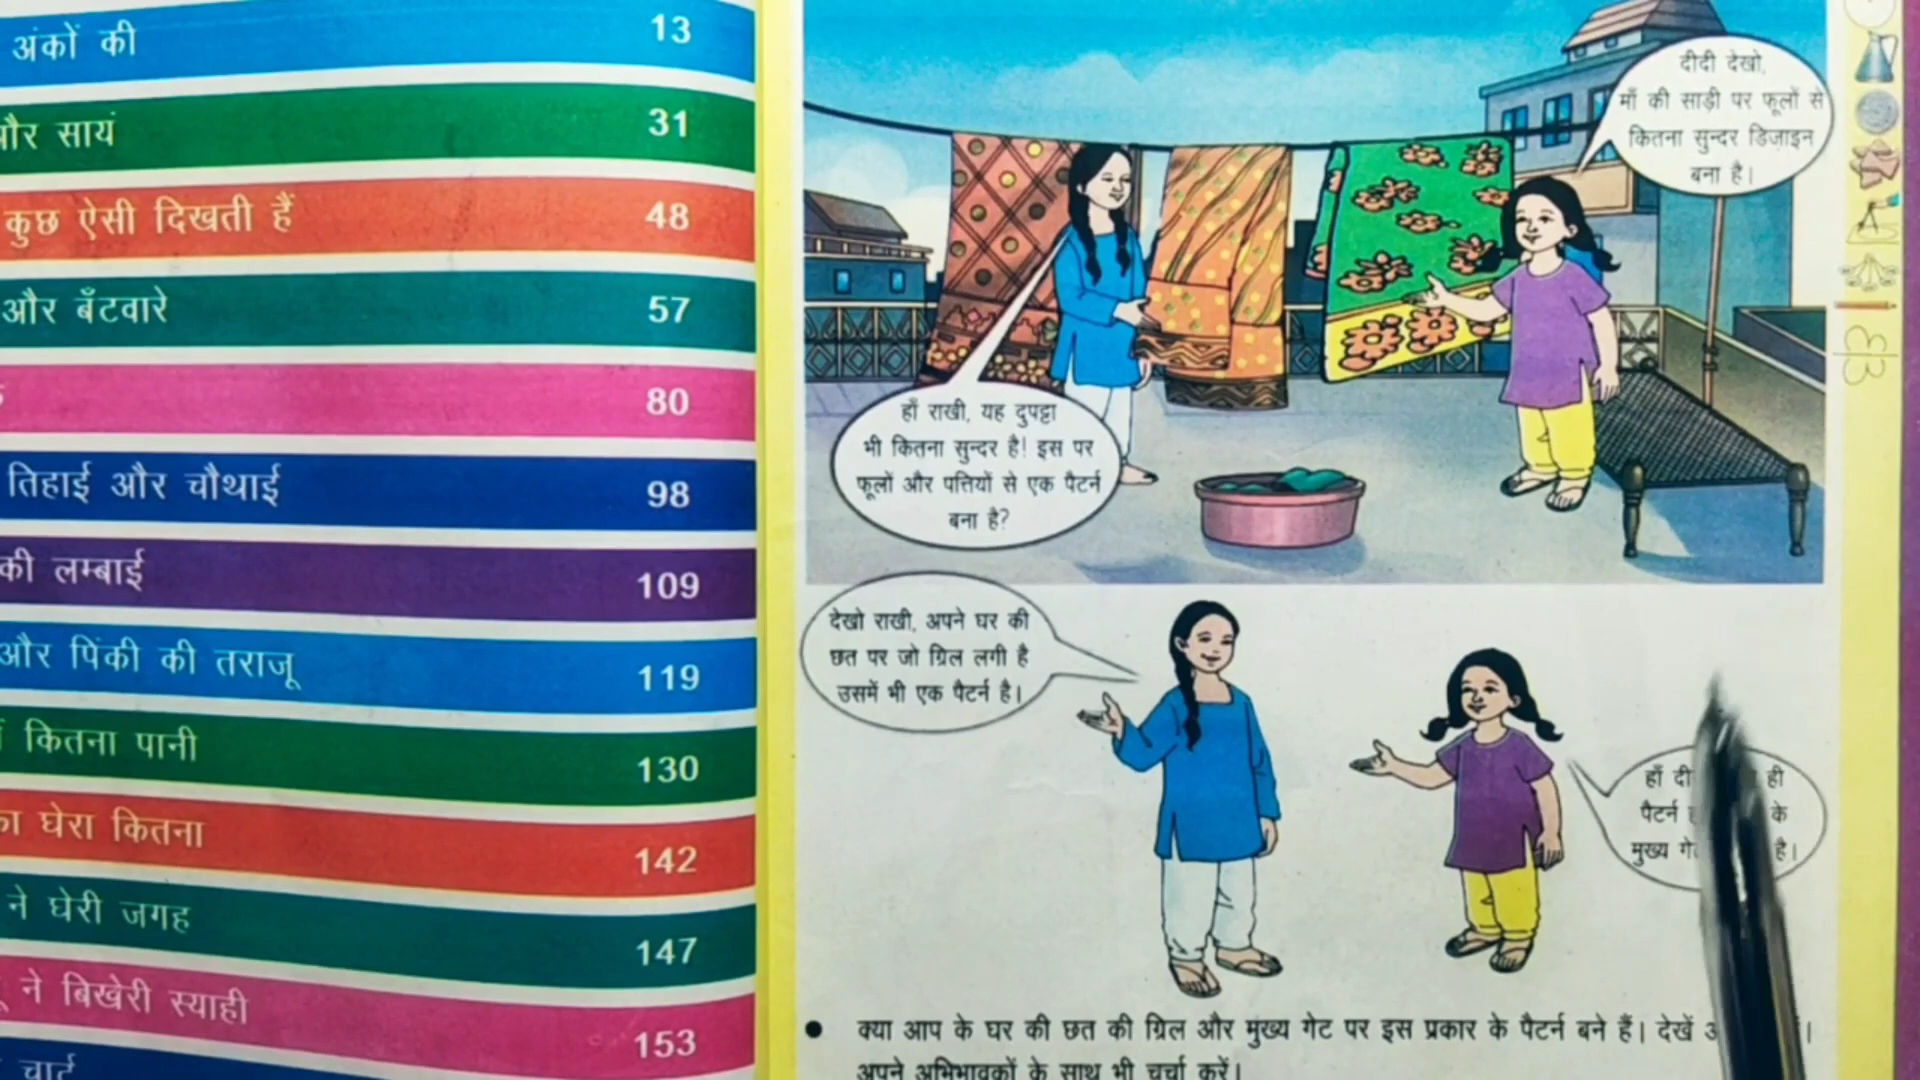 अंकों की 13
और सायं 31
कुछ ऐसी दिखती हैं 48
और बँटवारे 57
80
तिहाई और चौथाई 98
की लम्बाई 109
और पिंकी की तराजू 119
कितना पानी 130
घेरा कितना 142
ने घेरी जगह 147
ने बिखेरी स्याही 153
चार्ट
दीदी देखो,
माँ की साड़ी पर फूलों से
कितना सुन्दर डिज़ाइन
बना है।
हाँ राखी, यह दुपट्टा
भी कितना सुन्दर है! इस पर
फूलों और पत्तियों से एक पैटर्न
बना है?
देखो राखी, अपने घर की
छत पर जो ग्रिल लगी है
उसमें भी एक पैटर्न है।
हाँ ही
पैटर्न के
मुख्य है।
● क्या आप के घर की छत की ग्रिल और मुख्य गेट पर इस प्रकार के पैटर्न बने हैं। देखें
अपने अभिभावकों के साथ भी चर्चा करें।